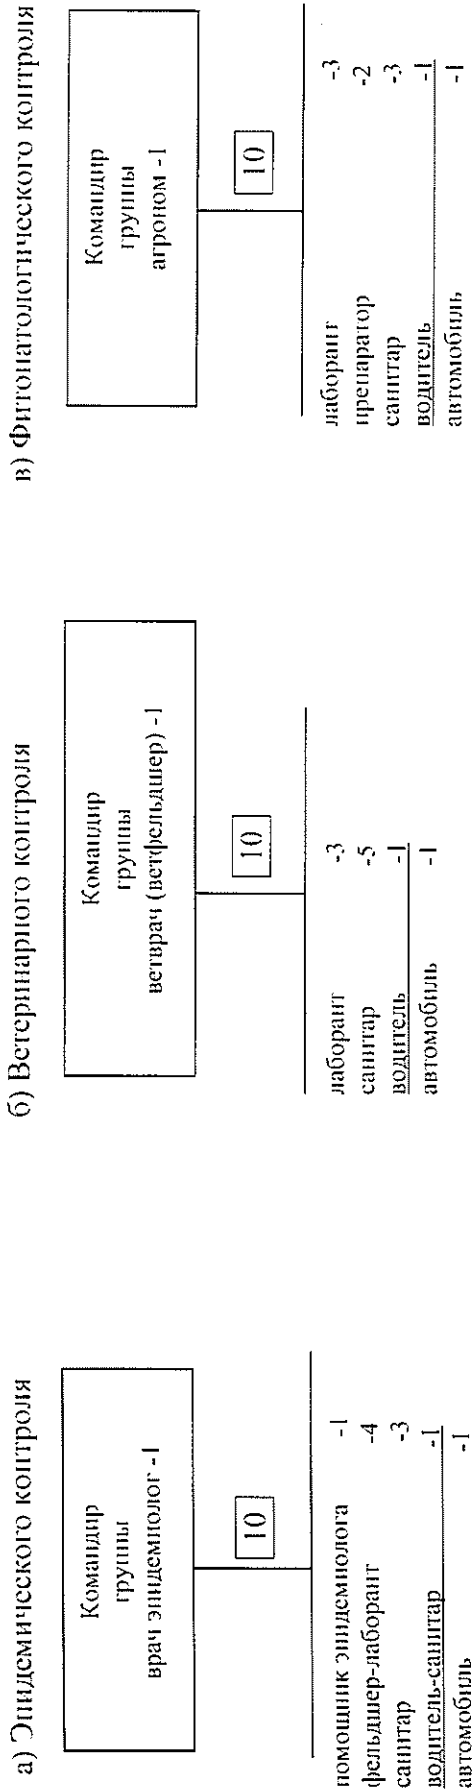 а) Эпидемического контроля
Командир
группы
врач эпидемиолог -1
10
помощник эпидемиолога -1
фельдшер-лаборант -4
санитар -3
водитель-санитар -1
автомобиль -1
б) Ветеринарного контроля
Командир
группы
ветврач (ветфельдшер) -1
10
лаборант -3
санитар -5
водитель -1
автомобиль -1
в) Фитопатологического контроля
Командир
группы
агроном -1
10
лаборант -3
препаратор -2
санитар -3
водитель -1
автомобиль -1